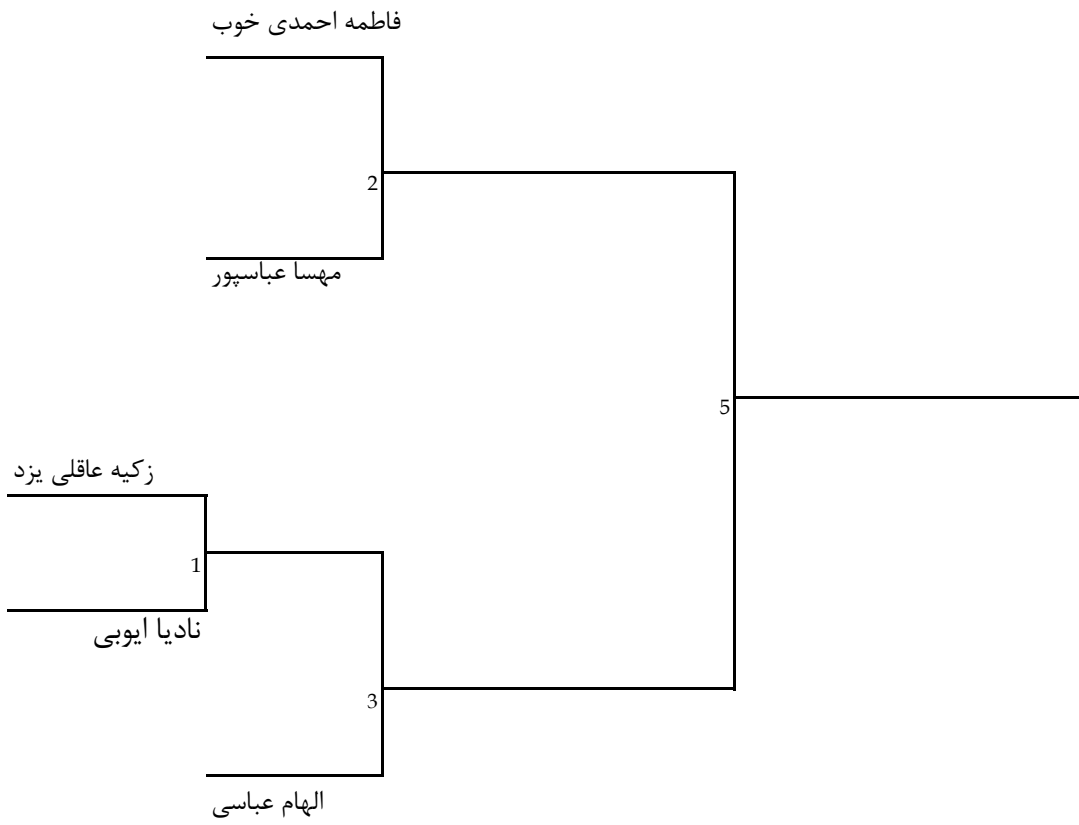 فاطمه احمدی خوب
2
مهسا عباسپور
5
زکیه عاقلی یزد
1
نادیا ایوبی
3
الهام عباسی